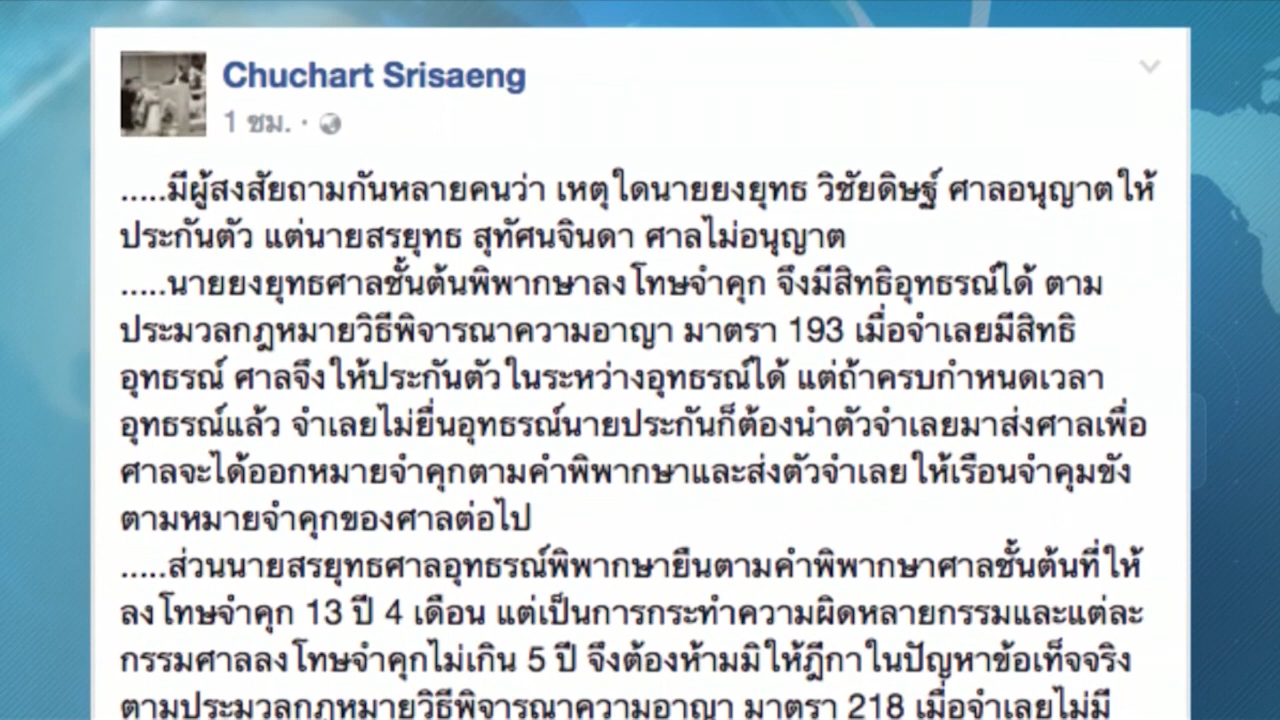 Chuchart Srisaeng
1 ชม. ·
.....มีผู้สงสัยถามกันหลายคนว่า เหตุใดนายยงยุทธ วิชัยดิษฐ์ ศาลอนุญาตให้
ประกันตัว แต่นายสรยุทธ สุทัศนจินดา ศาลไม่อนุญาต
.....นายยงยุทธศาลชั้นต้นพิพากษาลงโทษจำคุก จึงมีสิทธิอุทธรณ์ได้ ตาม
ประมวลกฎหมายวิธีพิจารณาความอาญา มาตรา 193 เมื่อจำเลยมีสิทธิ
อุทธรณ์ ศาลจึงให้ประกันตัวในระหว่างอุทธรณ์ได้ แต่ถ้าครบกำหนดเวลา
อุทธรณ์แล้ว จำเลยไม่ยื่นอุทธรณ์นายประกันก็ต้องนำตัวจำเลยมาส่งศาลเพื่อ
ศาลจะได้ออกหมายจำคุกตามคำพิพากษาและส่งตัวจำเลยให้เรือนจำคุมขัง
ตามหมายจำคุกของศาลต่อไป
.....ส่วนนายสรยุทธศาลอุทธรณ์พิพากษายืนตามคำพิพากษาศาลชั้นต้นที่ให้
ลงโทษจำคุก 13 ปี 4 เดือน แต่เป็นการกระทำความผิดหลายกรรมและแต่ละ
กรรมศาลลงโทษจำคุกไม่เกิน 5 ปี จึงต้องห้ามมิให้ฎีกาในปัญหาข้อเท็จจริง
ตามประมวลกฎหมายวิธีพิจารณาความอาญา มาตรา 218 เมื่อจำเลยไม่มี